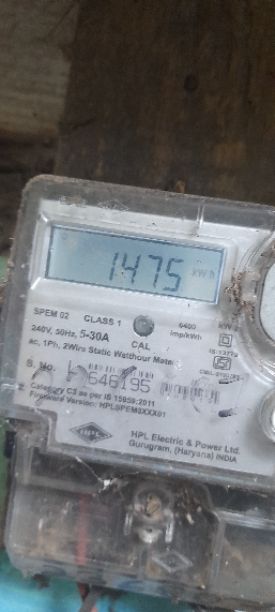 1475 kWh
SPEM 02 CLASS 1
CAL
6400
imp/kWh
240V, 50Hz, 5-30A
ac, 1Ph, 2Wire Static Watthour Meter
S. No.
646195
Category C3 as per IS 15959:2011
HPL Electric & Power Ltd.
Gurugram, (Haryana) INDIA